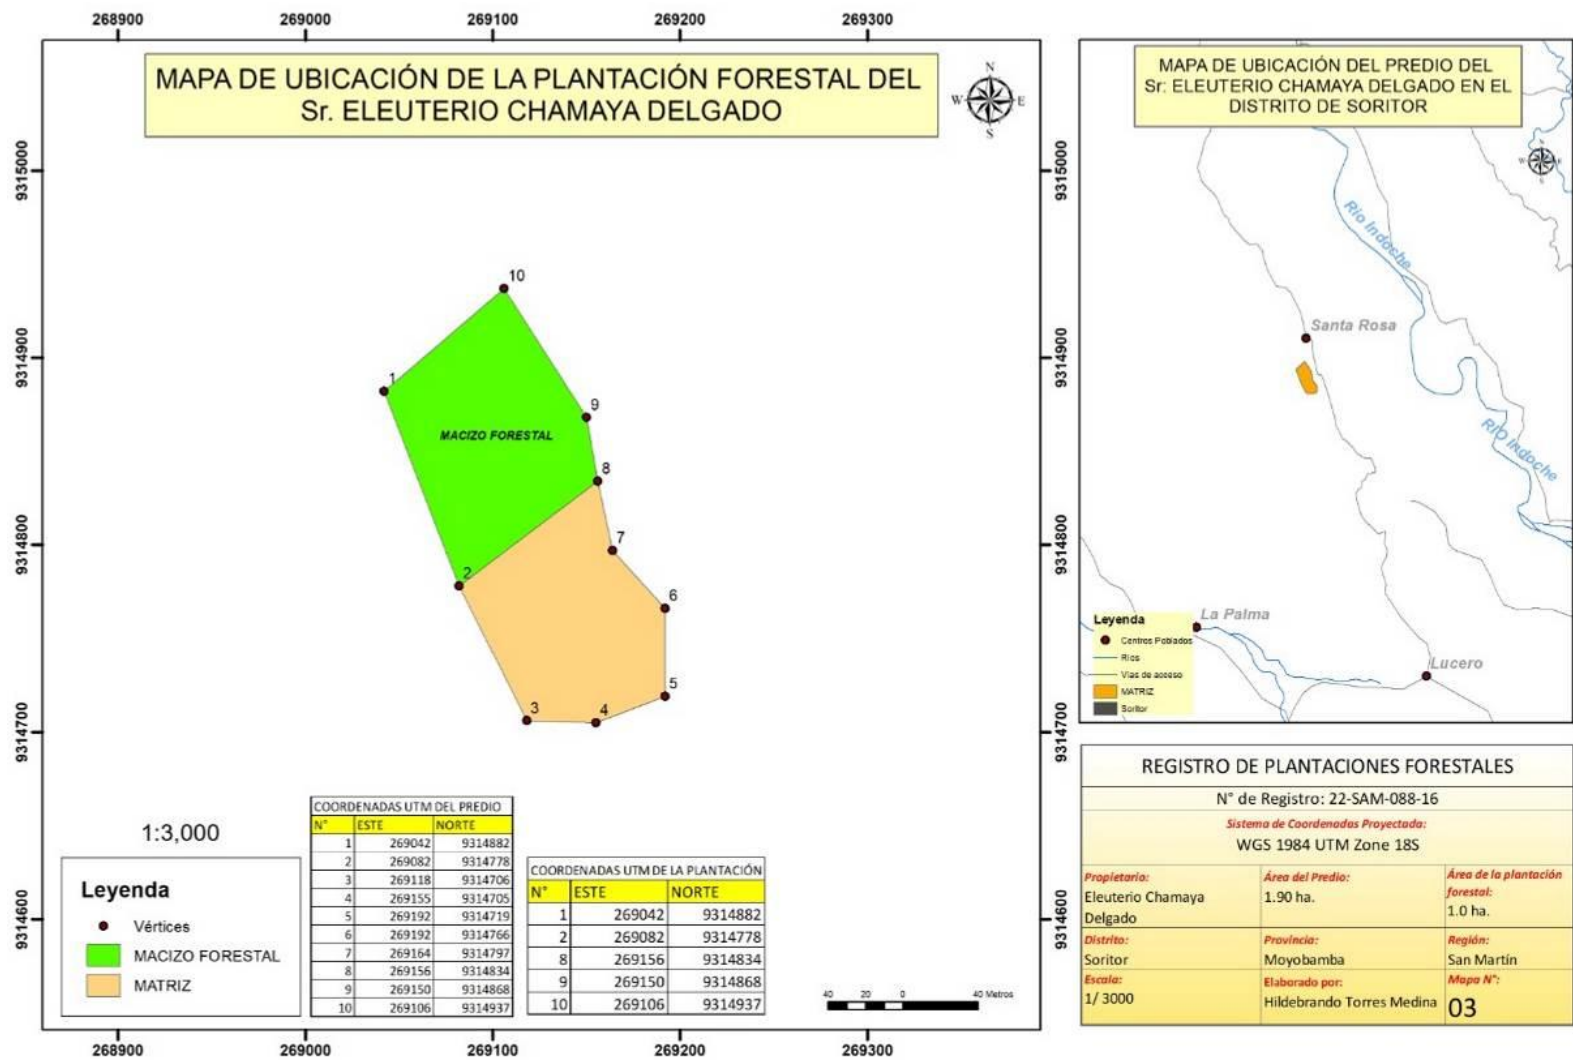 268900 269000 269100 269200 269300
MAPA DE UBICACIÓN DE LA PLANTACIÓN FORESTAL DEL
Sr. ELEUTERIO CHAMAYA DELGADO
N
W E
S
9315000
9314900
9314800
9314700
9314600
9315000
9314900
9314800
9314700
9314600
10
1
9
MACIZO FORESTAL
8
7
2
6
5
3
4
1:3,000
Leyenda
Vértices
MACIZO FORESTAL
MATRIZ
COORDENADAS UTM DEL PREDIO
N° ESTE NORTE
1 269042 9314882
2 269082 9314778
3 269118 9314706
4 269155 9314705
5 269192 9314719
6 269192 9314766
7 269164 9314797
8 269156 9314834
9 269150 9314868
10 269106 9314937
COORDENADAS UTM DE LA PLANTACIÓN
N° ESTE NORTE
1 269042 9314882
2 269082 9314778
8 269156 9314834
9 269150 9314868
10 269106 9314937
40 20 0 40 Metros
268900 269000 269100 269200 269300
MAPA DE UBICACIÓN DEL PREDIO DEL
Sr: ELEUTERIO CHAMAYA DELGADO EN EL
DISTRITO DE SORITOR
N
W E
S
Rio Indoche
Santa Rosa
RIO Indoche
La Palma
Lucero
Leyenda
Centros Poblados
Rios
Vias de acceso
MATRIZ
Soritor
REGISTRO DE PLANTACIONES FORESTALES
N° de Registro: 22-SAM-088-16
Sistema de Coordenadas Proyectada:
WGS 1984 UTM Zone 18S
Propietario:
Eleuterio Chamaya
Delgado
Área del Predio:
1.90 ha.
Área de la plantación
forestal:
1.0 ha.
Distrito:
Soritor
Provincia:
Moyobamba
Región:
San Martín
Escala:
1/ 3000
Elaborado por:
Hildebrando Torres Medina
Mapa N°:
03